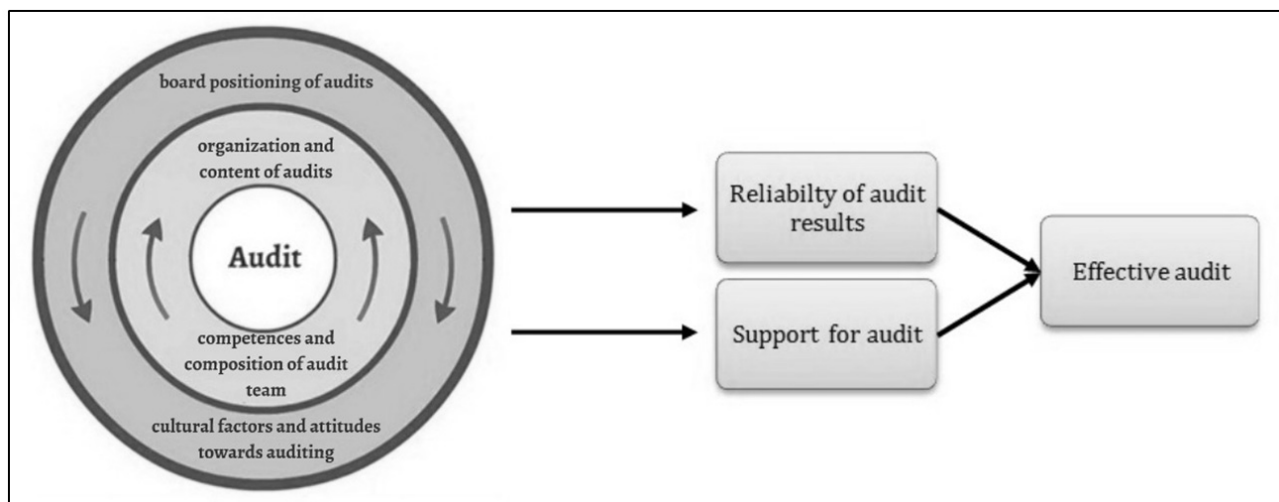 board positioning of audits
organization and
content of audits
Audit
competences and
composition of audit
team
cultural factors and attitudes
towards auditing
Reliabilty of audit
results
Support for audit
Effective audit